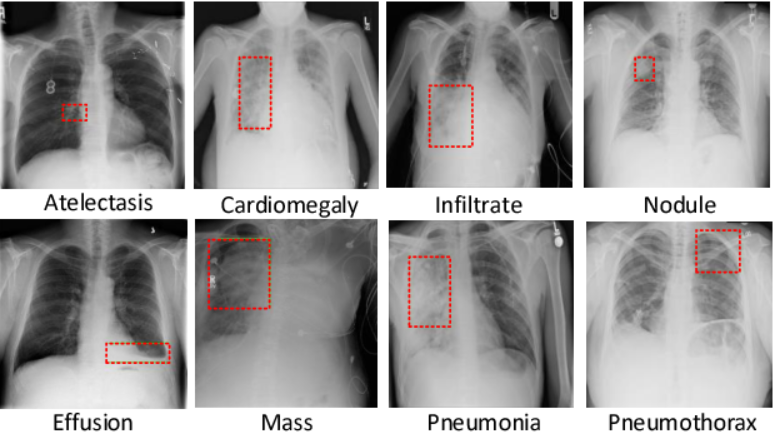 Atelectasis
Cardiomegaly
Infiltrate
Nodule
Effusion
Mass
Pneumonia
Pneumothorax